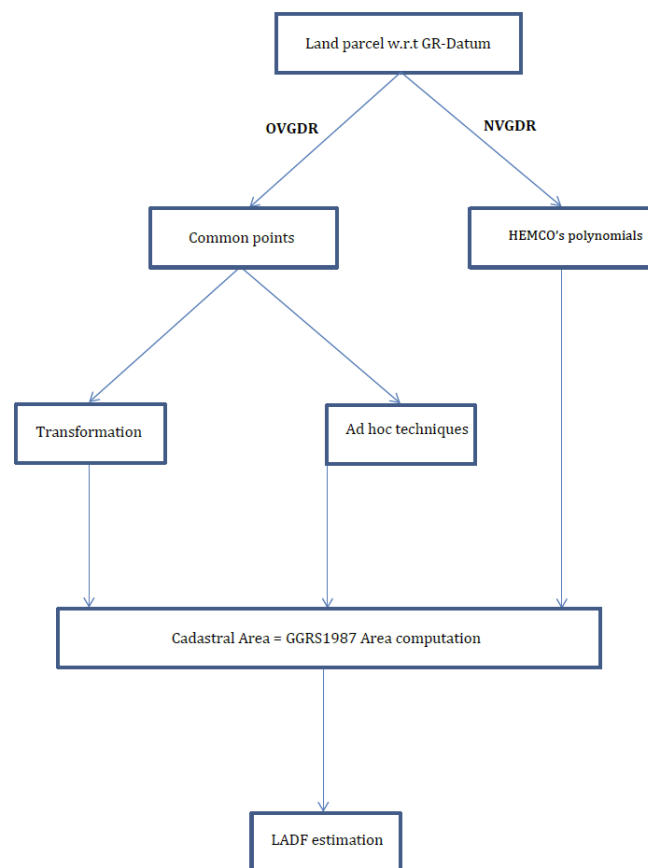 Land parcel w.r.t GR-Datum
OVGDR
NVGDR
Common points
HEMCO's polynomials
Transformation
Ad hoc techniques
Cadastral Area = GGRS1987 Area computation
LADF estimation